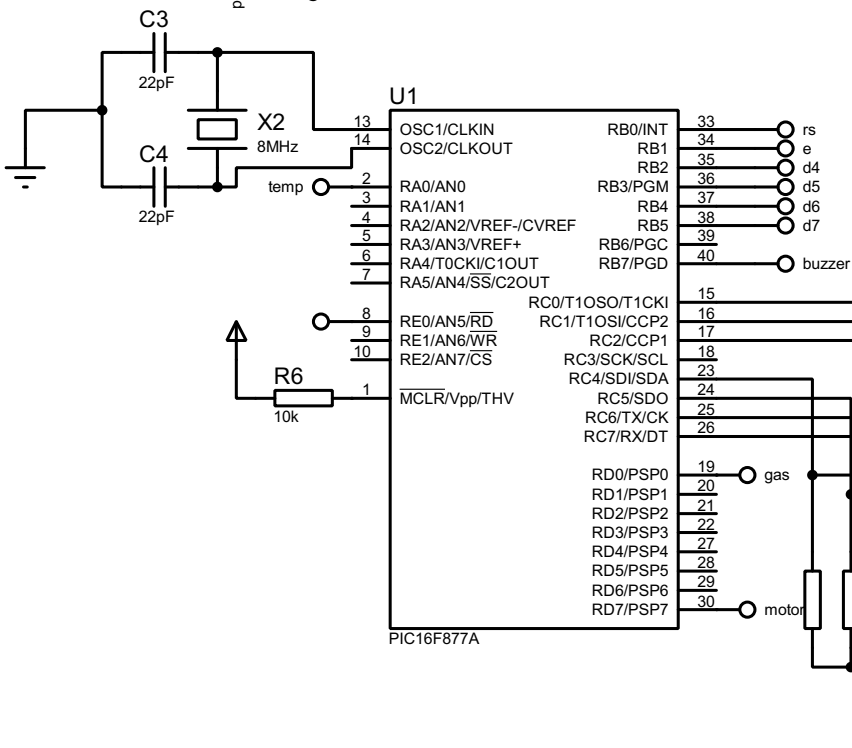 C3
22pF
X2
8MHz
C4
22pF
temp
R6
10k
U1
13 OSC1/CLKIN
14 OSC2/CLKOUT
2 RA0/AN0
3 RA1/AN1
4 RA2/AN2/VREF-/CVREF
5 RA3/AN3/VREF+
6 RA4/T0CKI/C1OUT
7 RA5/AN4/SS/C2OUT
8 RE0/AN5/RD
9 RE1/AN6/WR
10 RE2/AN7/CS
1 MCLR/Vpp/THV
RB0/INT 33 rs
RB1 34 e
RB2 35 d4
RB3/PGM 36 d5
RB4 37 d6
RB5 38 d7
RB6/PGC 39
RB7/PGD 40 buzzer
RC0/T1OSO/T1CKI 15
RC1/T1OSI/CCP2 16
RC2/CCP1 17
RC3/SCK/SCL 18
RC4/SDI/SDA 23
RC5/SDO 24
RC6/TX/CK 25
RC7/RX/DT 26
RD0/PSP0 19 gas
RD1/PSP1 20
RD2/PSP2 21
RD3/PSP3 22
RD4/PSP4 27
RD5/PSP5 28
RD6/PSP6 29
RD7/PSP7 30 motor
PIC16F877A